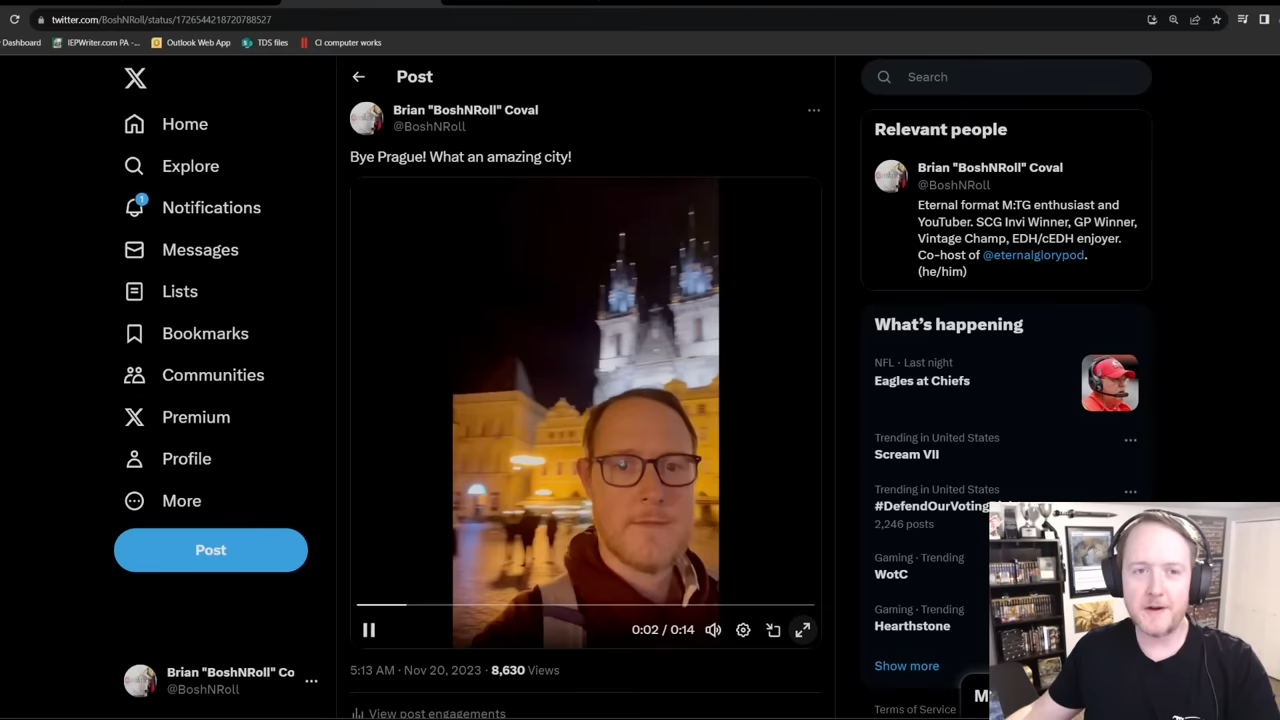 twitter.com/BoshNRoll/status/1726544218720788527
Dashboard
IEPWriter.com PA -...
Outlook Web App
TDS files
CI computer works
Home
Explore
Notifications
1
Messages
Lists
Bookmarks
Communities
Premium
Profile
More
Post
Brian "BoshNRoll" Co
@BoshNRoll
Post
Brian "BoshNRoll" Coval
@BoshNRoll
Bye Prague! What an amazing city!
0:02 / 0:14
5:13 AM · Nov 20, 2023 · 8,630 Views
View post engagements
Search
Relevant people
Brian "BoshNRoll" Coval
@BoshNRoll
Eternal format M:TG enthusiast and
YouTuber. SCG Invi Winner, GP Winner,
Vintage Champ, EDH/cEDH enjoyer.
Co-host of @eternalglorypod.
(he/him)
What's happening
NFL · Last night
Eagles at Chiefs
Trending in United States
Scream VII
Trending in United States
#DefendOurVoting
2,246 posts
Gaming · Trending
WotC
Gaming · Trending
Hearthstone
Show more
Terms of Service